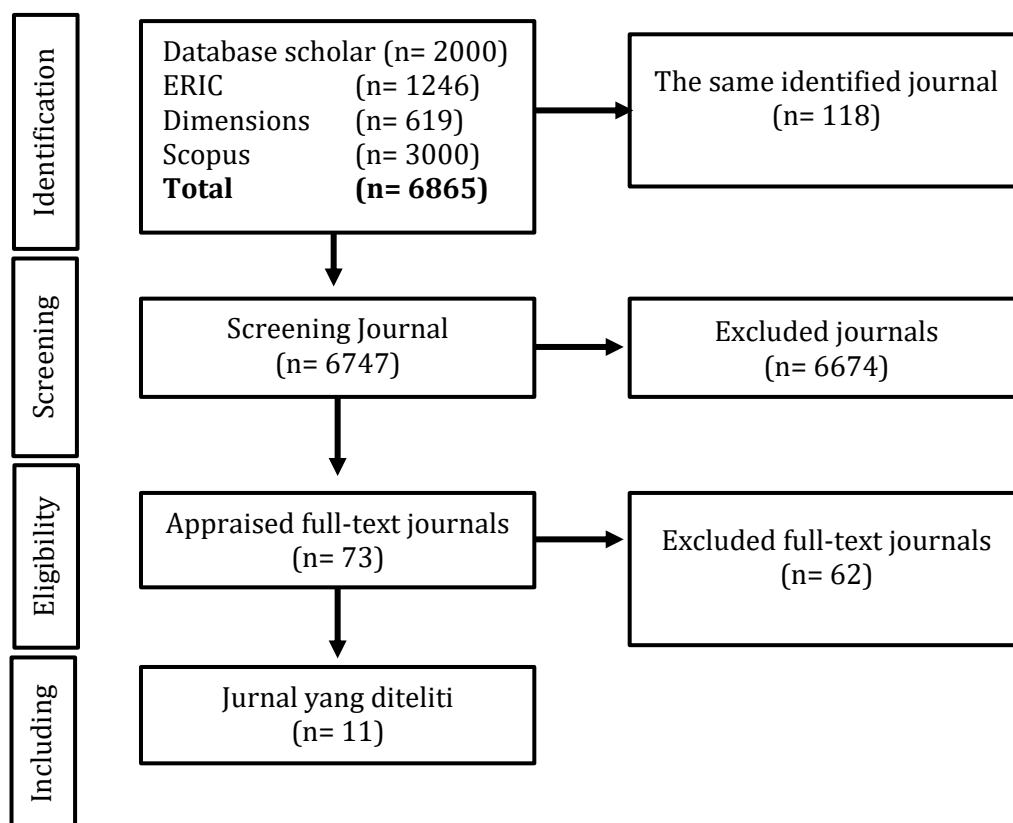 Identification
Database scholar (n= 2000)
ERIC (n= 1246)
Dimensions (n= 619)
Scopus (n= 3000)
Total (n= 6865)
The same identified journal
(n= 118)
Screening
Screening Journal
(n= 6747)
Excluded journals
(n= 6674)
Eligibility
Appraised full-text journals
(n= 73)
Excluded full-text journals
(n= 62)
Including
Jurnal yang diteliti
(n= 11)